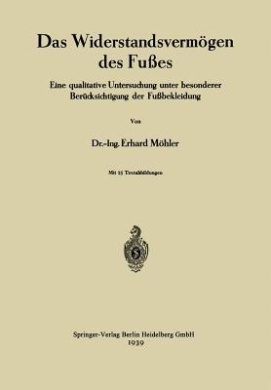 Das Widerstandsvermögen
des Fußes
Eine qualitative Untersuchung unter besonderer
Berücksichtigung der Fußbekleidung
Von
Dr.-Ing. Erhard Möhler
Mit 25 Textabbildungen
Springer-Verlag Berlin Heidelberg GmbH
1939